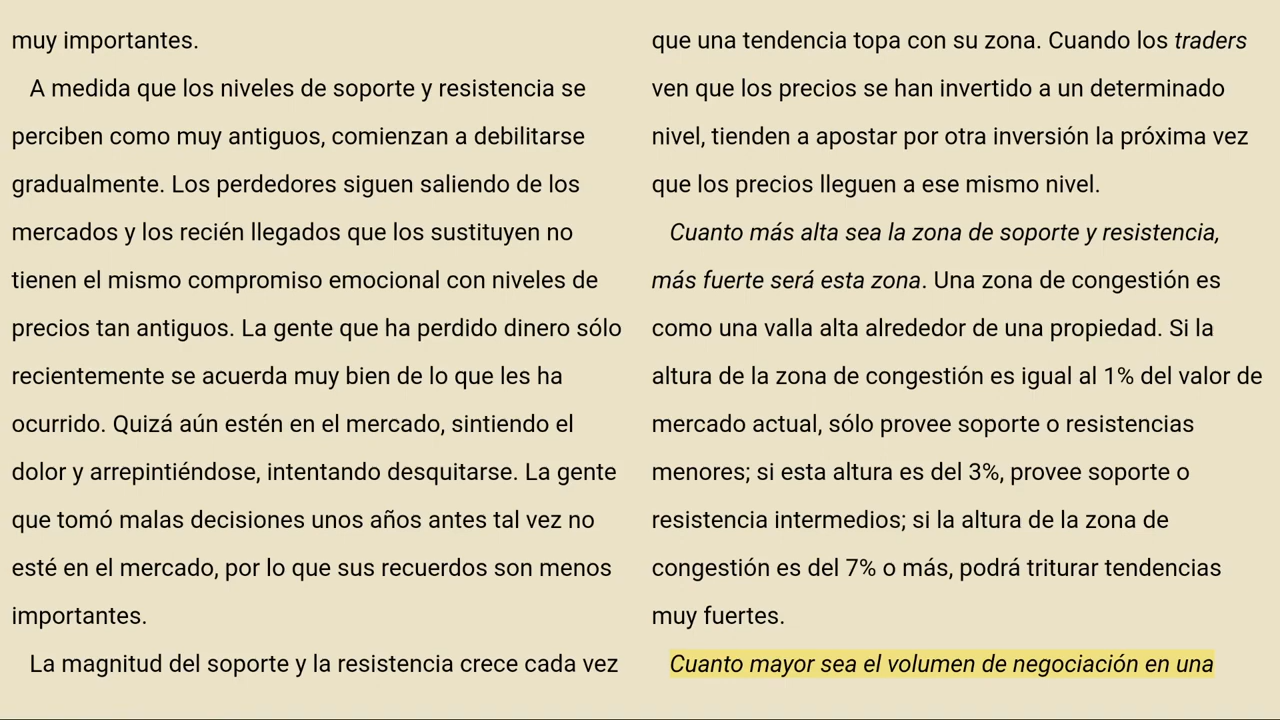 muy importantes.
A medida que los niveles de soporte y resistencia se
perciben como muy antiguos, comienzan a debilitarse
gradualmente. Los perdedores siguen saliendo de los
mercados y los recién llegados que los sustituyen no
tienen el mismo compromiso emocional con niveles de
precios tan antiguos. La gente que ha perdido dinero sólo
recientemente se acuerda muy bien de lo que les ha
ocurrido. Quizá aún estén en el mercado, sintiendo el
dolor y arrepintiéndose, intentando desquitarse. La gente
que tomó malas decisiones unos años antes tal vez no
esté en el mercado, por lo que sus recuerdos son menos
importantes.
La magnitud del soporte y la resistencia crece cada vez
que una tendencia topa con su zona. Cuando los traders
ven que los precios se han invertido a un determinado
nivel, tienden a apostar por otra inversión la próxima vez
que los precios lleguen a ese mismo nivel.
Cuanto más alta sea la zona de soporte y resistencia,
más fuerte será esta zona. Una zona de congestión es
como una valla alta alrededor de una propiedad. Si la
altura de la zona de congestión es igual al 1% del valor de
mercado actual, sólo provee soporte o resistencias
menores; si esta altura es del 3%, provee soporte o
resistencia intermedios; si la altura de la zona de
congestión es del 7% o más, podrá triturar tendencias
muy fuertes.
Cuanto mayor sea el volumen de negociación en una